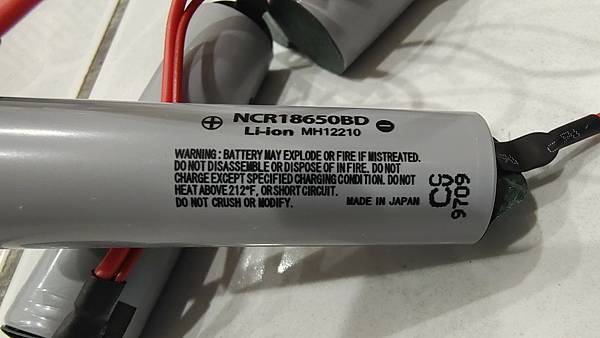 ⊕ NCR18650BD ⊖
Li-ion MH12210
WARNING : BATTERY MAY EXPLODE OR FIRE IF MISTREATED.
DO NOT DISASSEMBLE OR DISPOSE OF IN FIRE. DO NOT
CHARGE EXCEPT SPECIFIED CHARGING CONDITION. DO NOT
HEAT ABOVE 212°F, OR SHORT CIRCUIT.
DO NOT CRUSH OR MODIFY.
MADE IN JAPAN
9709